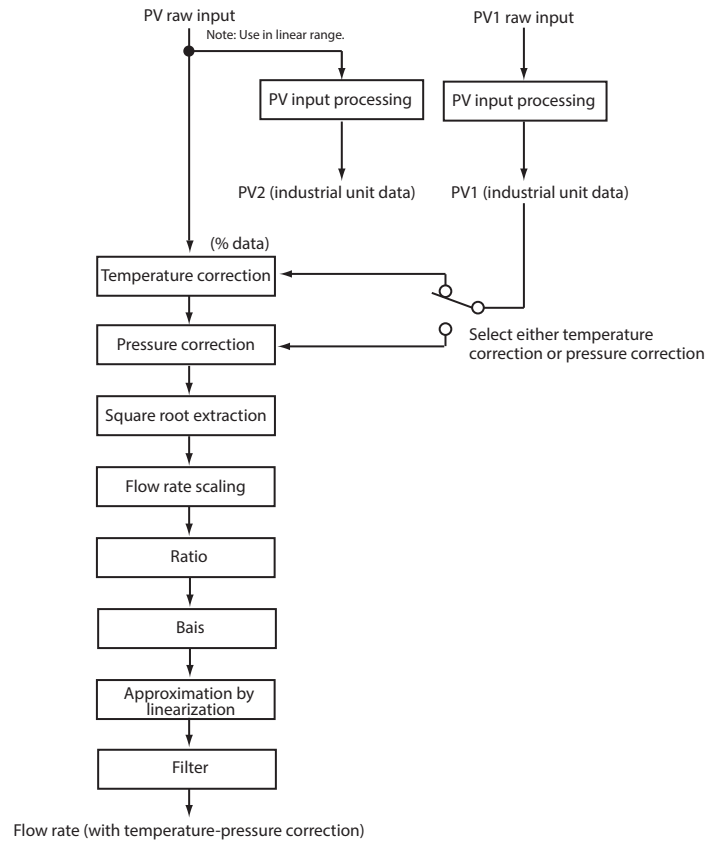 PV raw input
PV1 raw input
Note: Use in linear range.
PV input processing
PV input processing
PV2 (industrial unit data)
PV1 (industrial unit data)
(% data)
Temperature correction
Select either temperature
correction or pressure correction
Pressure correction
Square root extraction
Flow rate scaling
Ratio
Bais
Approximation by
linearization
Filter
Flow rate (with temperature-pressure correction)